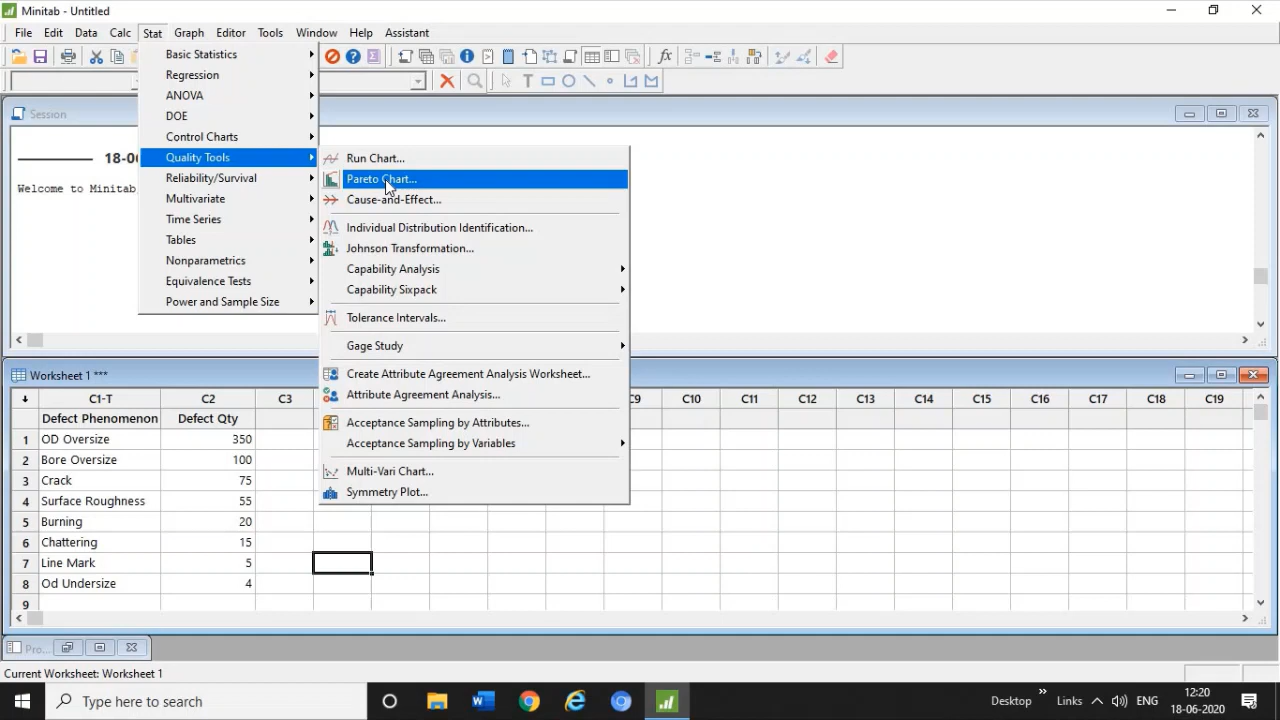 Minitab - Untitled
File Edit Data Calc Stat Graph Editor Tools Window Help Assistant
Basic Statistics
Regression
ANOVA
DOE
Control Charts
Quality Tools
Reliability/Survival
Multivariate
Time Series
Tables
Nonparametrics
Equivalence Tests
Power and Sample Size
Run Chart...
Pareto Chart...
Cause-and-Effect...
Individual Distribution Identification...
Johnson Transformation...
Capability Analysis
Capability Sixpack
Tolerance Intervals...
Gage Study
Create Attribute Agreement Analysis Worksheet...
Attribute Agreement Analysis...
Acceptance Sampling by Attributes...
Acceptance Sampling by Variables
Multi-Vari Chart...
Symmetry Plot...
Session
Welcome to Minitab
Worksheet 1 ***
C1-T C2 C3 C9 C10 C11 C12 C13 C14 C15 C16 C17 C18 C19
Defect Phenomenon Defect Qty
1 OD Oversize 350
2 Bore Oversize 100
3 Crack 75
4 Surface Roughness 55
5 Burning 20
6 Chattering 15
7 Line Mark 5
8 Od Undersize 4
9
Pro...
Current Worksheet: Worksheet 1
Type here to search
Desktop Links ENG 12:20
18-06-2020